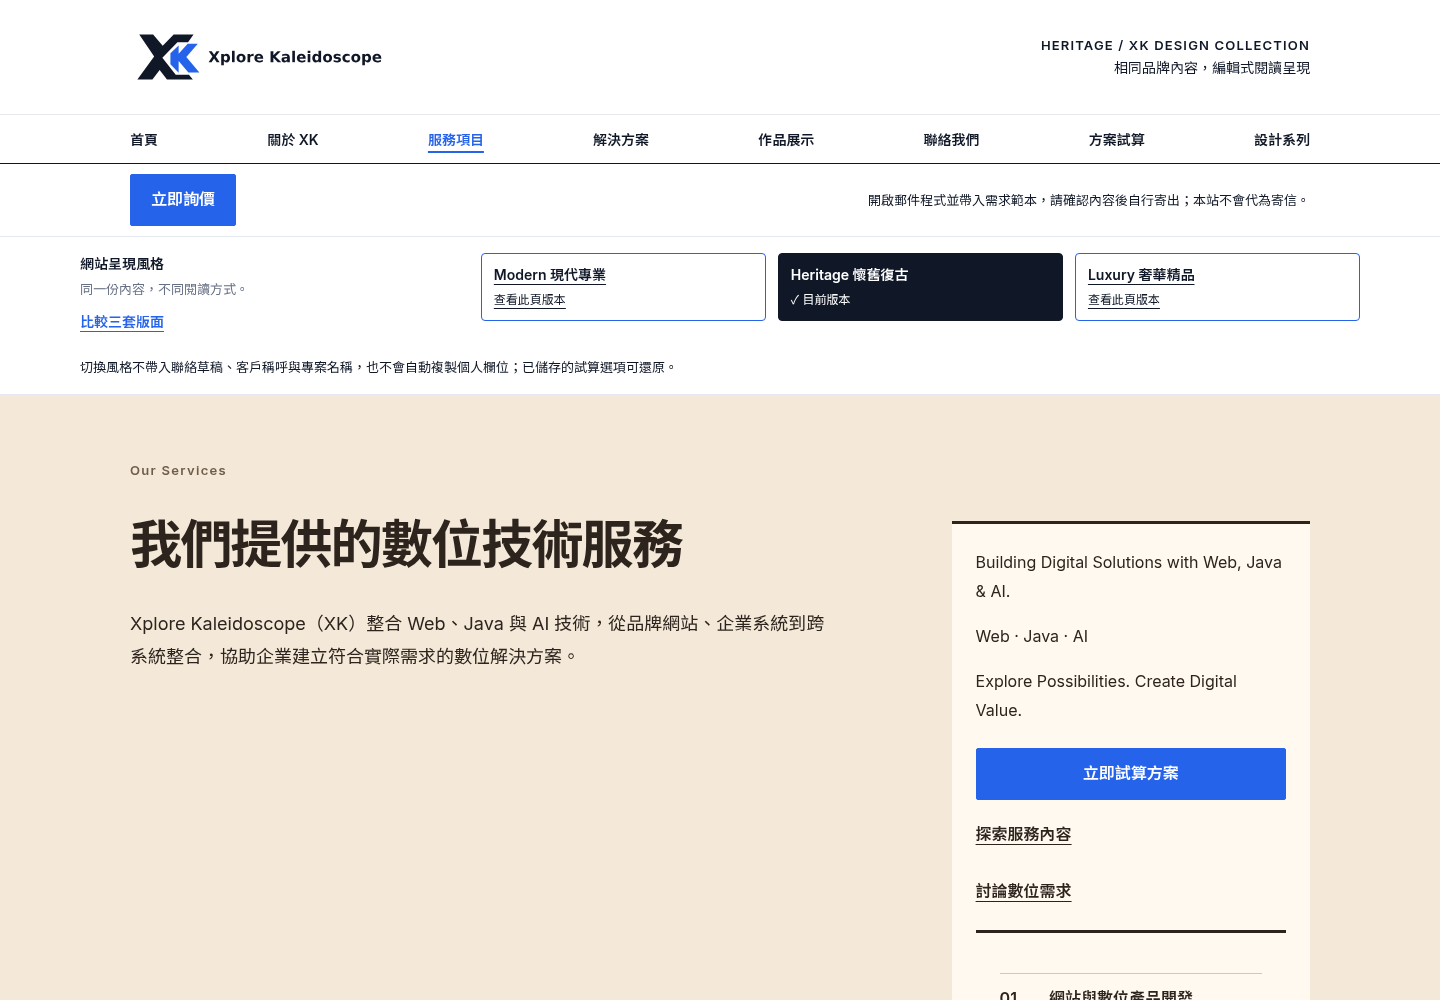 Xplore Kaleidoscope
HERITAGE / XK DESIGN COLLECTION
相同品牌內容，編輯式閱讀呈現
首頁
關於 XK
服務項目
解決方案
作品展示
聯絡我們
方案試算
設計系列
立即詢價
開啟郵件程式並帶入需求範本，請確認內容後自行寄出；本站不會代為寄信。
網站呈現風格
同一份內容，不同閱讀方式。
比較三套版面
Modern 現代專業
查看此頁版本
Heritage 懷舊復古
✓ 目前版本
Luxury 奢華精品
查看此頁版本
切換風格不帶入聯絡草稿、客戶稱呼與專案名稱，也不會自動複製個人欄位；已儲存的試算選項可還原。
Our Services
我們提供的數位技術服務
Xplore Kaleidoscope（XK）整合 Web、Java 與 AI 技術，從品牌網站、企業系統到跨
系統整合，協助企業建立符合實際需求的數位解決方案。
Building Digital Solutions with Web, Java
& AI.
Web · Java · AI
Explore Possibilities. Create Digital
Value.
立即試算方案
探索服務內容
討論數位需求
01 網站與數位產品開發